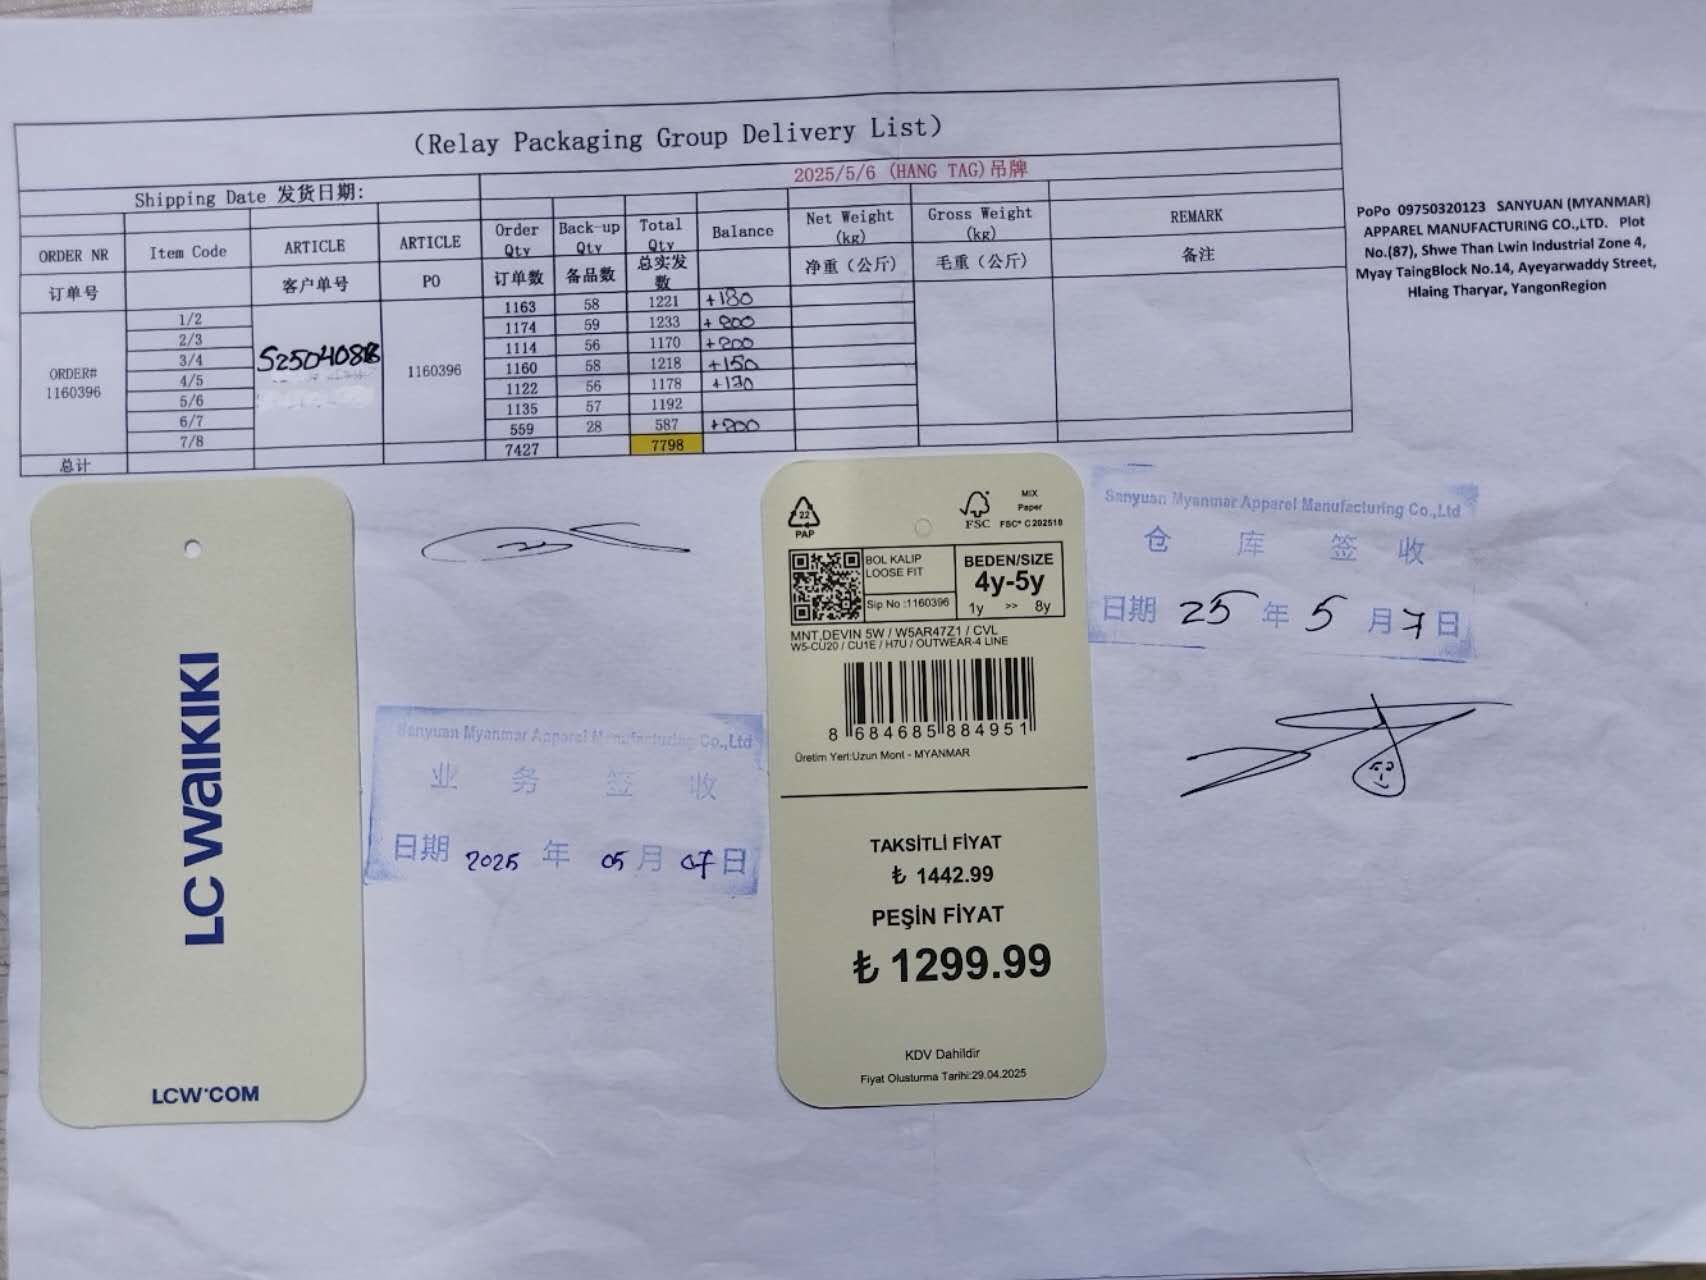 (Relay Packaging Group Delivery List)
Shipping Date 发货日期: 2025/5/6 (HANG TAG)吊牌
ORDER NR Item Code ARTICLE ARTICLE Order Qty Back-up Qty Total Qty Balance Net Weight (kg) Gross Weight (kg) REMARK
订单号 客户单号 PO 订单数 备品数 总实发数 净重（公斤） 毛重（公斤） 备注
ORDER# 1160396 S250408B 1160396
1/2 1163 58 1221 +180
2/3 1174 59 1233 +200
3/4 1114 56 1170 +200
4/5 1160 58 1218 +150
5/6 1122 56 1178
6/7 1135 57 1192
7/8 559 28 587 +200
总计 7427 7798
PoPo 09750320123 SANYUAN (MYANMAR)
APPAREL MANUFACTURING CO.,LTD. Plot
No.(87), Shwe Than Lwin Industrial Zone 4,
Myay TaingBlock No.14, Ayeyarwaddy Street,
Hlaing Tharyar, YangonRegion
LC WAIKIKI
LCW·COM
Sanyuan Myanmar Apparel Manufacturing Co.,Ltd
业 务 签 收
日期 2025 年 05 月 07 日
22
PAP
FSC
MIX
Paper
FSC® C202510
BOL KALIP
LOOSE FIT
Sip No :1160396
BEDEN/SIZE
4y-5y
1y >> 8y
MNT,DEVIN 5W / W5AR47Z1 / CVL
W5-CU20 / CU1E / H7U / OUTWEAR-4 LINE
8 684685 884951
Üretim Yeri:Uzun Mont - MYANMAR
TAKSİTLİ FİYAT
₺ 1442.99
PEŞİN FİYAT
₺ 1299.99
KDV Dahildir
Fiyat Olusturma Tarihi:29.04.2025
Sanyuan Myanmar Apparel Manufacturing Co.,Ltd
仓 库 签 收
日期 25 年 5 月 7 日